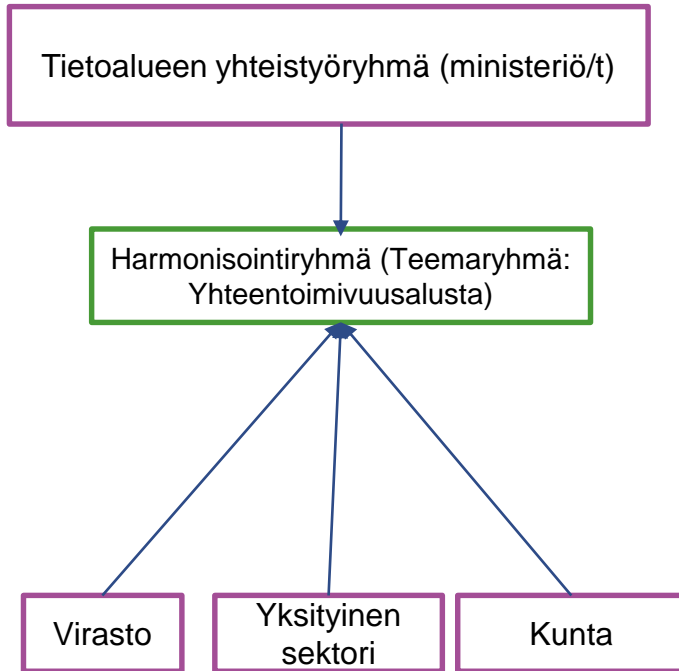 Tietoalueen yhteistyöryhmä (ministeriö/t)
Harmonisointiryhmä (Teemaryhmä:
Yhteentoimivuusalusta)
Virasto
Yksityinen
sektori
Kunta